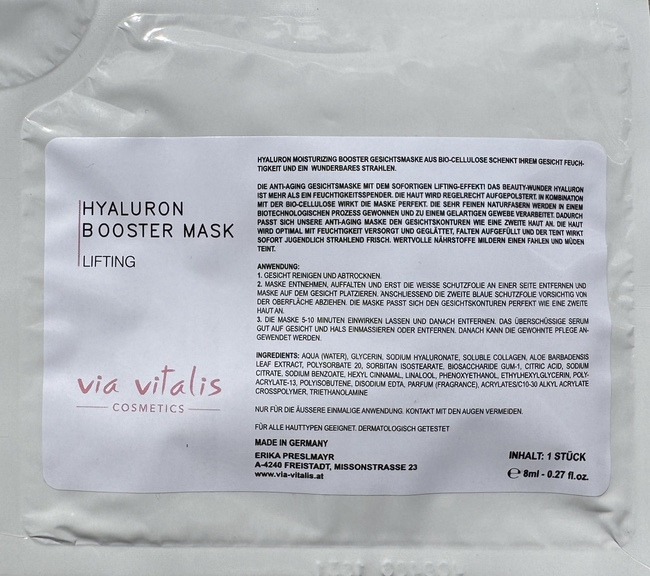 HYALURON
BOOSTER MASK
LIFTING
via vitalis
COSMETICS
HYALURON MOISTURIZING BOOSTER GESICHTSMASKE AUS BIO-CELLULOSE SCHENKT IHREM GESICHT FEUCH-
TIGKEIT UND EIN WUNDERBARES STRAHLEN.
DIE ANTI-AGING GESICHTSMASKE MIT DEM SOFORTIGEN LIFTING-EFFEKT! DAS BEAUTY-WUNDER HYALURON
IST MEHR ALS EIN FEUCHTIGKEITSSPENDER. DIE HAUT WIRD REGELRECHT AUFGEPOLSTERT. IN KOMBINATION
MIT DER BIO-CELLULOSE WIRKT DIE MASKE PERFEKT. DIE SEHR FEINEN NATURFASERN WERDEN IN EINEM
BIOTECHNOLOGISCHEN PROZESS GEWONNEN UND ZU EINEM GELARTIGEN GEWEBE VERARBEITET. DADURCH
PASST SICH UNSERE ANTI-AGING MASKE DEN GESICHTSKONTUREN WIE EINE ZWEITE HAUT AN. DIE HAUT
WIRD OPTIMAL MIT FEUCHTIGKEIT VERSORGT UND GEGLÄTTET, FALTEN AUFGEFÜLLT UND DER TEINT WIRKT
SOFORT JUGENDLICH STRAHLEND FRISCH. WERTVOLLE NÄHRSTOFFE MILDERN EINEN FAHLEN UND MÜDEN
TEINT.
ANWENDUNG:
1. GESICHT REINIGEN UND ABTROCKNEN.
2. MASKE ENTNEHMEN, AUFFALTEN UND ERST DIE WEISSE SCHUTZFOLIE AN EINER SEITE ENTFERNEN UND
MASKE AUF DEM GESICHT PLATZIEREN. ANSCHLIESSEND DIE ZWEITE BLAUE SCHUTZFOLIE VORSICHTIG VON
DER OBERFLÄCHE ABZIEHEN. DIE MASKE PASST SICH DEN GESICHTSKONTUREN PERFEKT WIE EINE ZWEITE
HAUT AN.
3. DIE MASKE 5-10 MINUTEN EINWIRKEN LASSEN UND DANACH ENTFERNEN. DAS ÜBERSCHÜSSIGE SERUM
GUT AUF GESICHT UND HALS EINMASSIEREN ODER ENTFERNEN. DANACH KANN DIE GEWOHNTE PFLEGE AN-
GEWENDET WERDEN.
INGREDIENTS: AQUA (WATER), GLYCERIN, SODIUM HYALURONATE, SOLUBLE COLLAGEN, ALOE BARBADENSIS
LEAF EXTRACT, POLYSORBATE 20, SORBITAN ISOSTEARATE, BIOSACCHARIDE GUM-1, CITRIC ACID, SODIUM
CITRATE, SODIUM BENZOATE, HEXYL CINNAMAL, LINALOOL, PHENOXYETHANOL, ETHYLHEXYLGLYCERIN, POLY-
ACRYLATE-13, POLYISOBUTENE, DISODIUM EDTA, PARFUM (FRAGRANCE), ACRYLATES/C10-30 ALKYL ACRYLATE
CROSSPOLYMER, TRIETHANOLAMINE
NUR FÜR DIE ÄUSSERE EINMALIGE ANWENDUNG. KONTAKT MIT DEN AUGEN VERMEIDEN.
FÜR ALLE HAUTTYPEN GEEIGNET. DERMATOLOGISCH GETESTET
MADE IN GERMANY
ERIKA PRESLMAYR
A-4240 FREISTADT, MISSONSTRASSE 23
www.via-vitalis.at
INHALT: 1 STÜCK
℮ 8ml - 0.27 fl.oz.